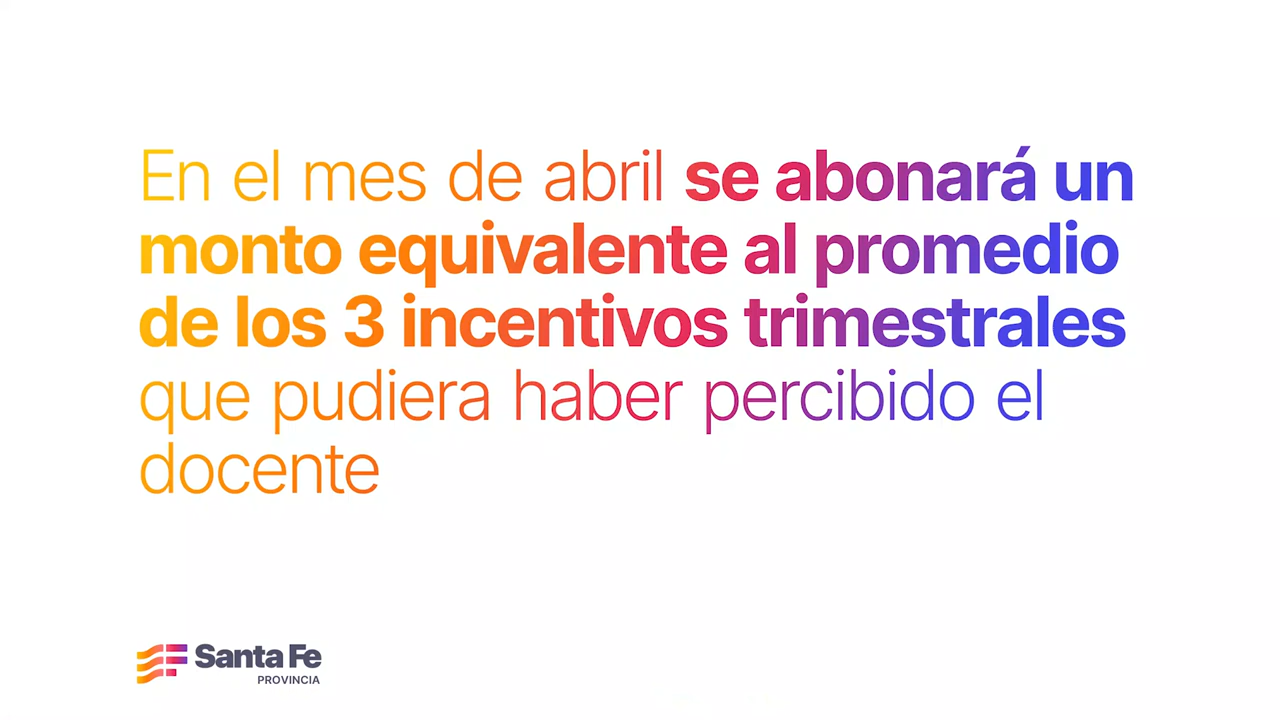 En el mes de abril se abonará un
monto equivalente al promedio
de los 3 incentivos trimestrales
que pudiera haber percibido el
docente
Santa Fe
PROVINCIA